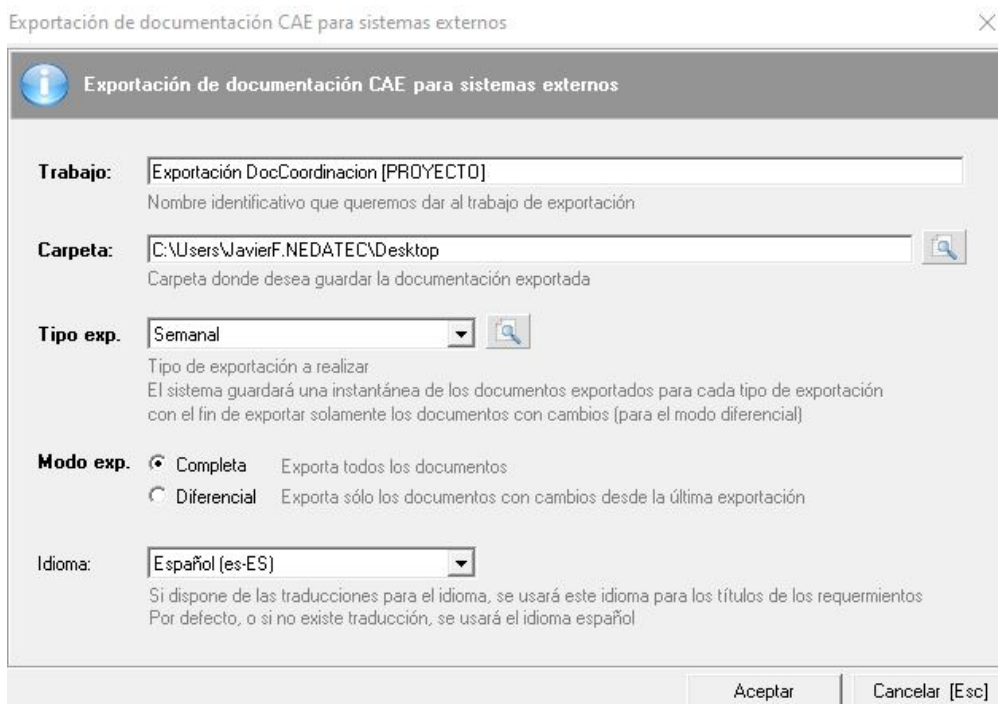 Exportación de documentación CAE para sistemas externos
Exportación de documentación CAE para sistemas externos
Trabajo: Exportación DocCoordinacion [PROYECTO]
Nombre identificativo que queremos dar al trabajo de exportación
Carpeta: C:\Users\JavierF.NEDATEC\Desktop
Carpeta donde desea guardar la documentación exportada
Tipo exp. Semanal
Tipo de exportación a realizar
El sistema guardará una instantánea de los documentos exportados para cada tipo de exportación
con el fin de exportar solamente los documentos con cambios (para el modo diferencial)
Modo exp. Completa Exporta todos los documentos
Diferencial Exporta sólo los documentos con cambios desde la última exportación
Idioma: Español (es-ES)
Si dispone de las traducciones para el idioma, se usará este idioma para los títulos de los requermientos
Por defecto, o si no existe traducción, se usará el idioma español
Aceptar Cancelar [Esc]